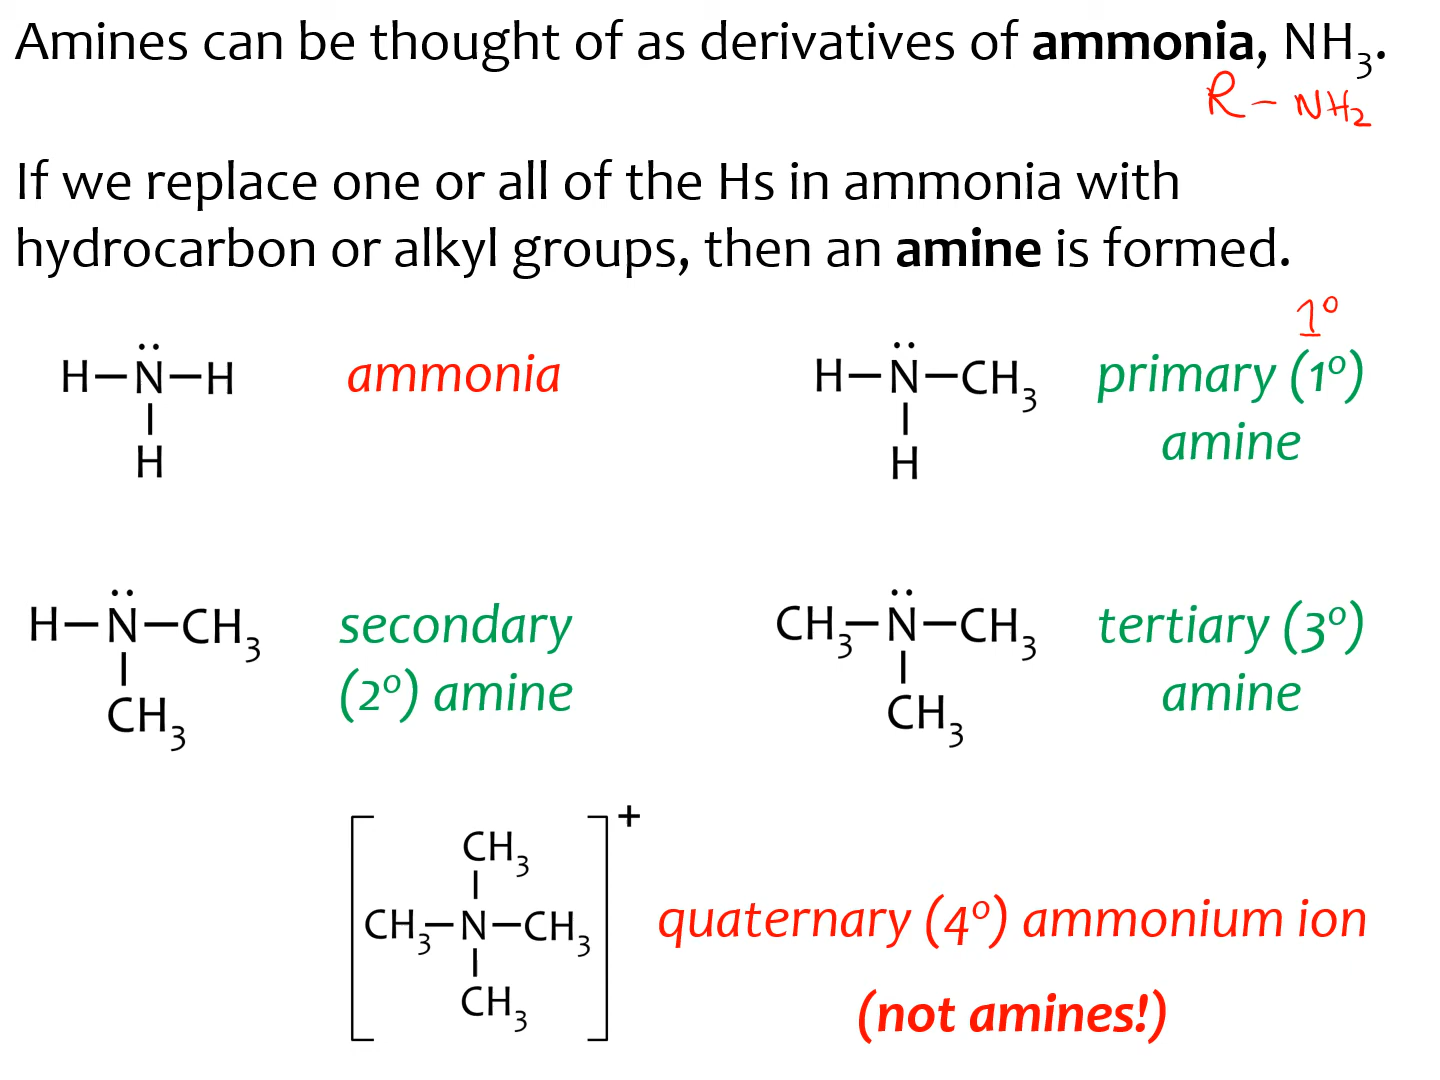 Amines can be thought of as derivatives of ammonia, NH₃.
R – NH₂
If we replace one or all of the Hs in ammonia with
hydrocarbon or alkyl groups, then an amine is formed.
1°
H–N̈–H
|
H
ammonia
H–N̈–CH₃
|
H
primary (1°)
amine
H–N̈–CH₃
|
CH₃
secondary
(2°) amine
CH₃–N̈–CH₃
|
CH₃
tertiary (3°)
amine
CH₃
|
CH₃–N–CH₃
|
CH₃
+
quaternary (4°) ammonium ion
(not amines!)